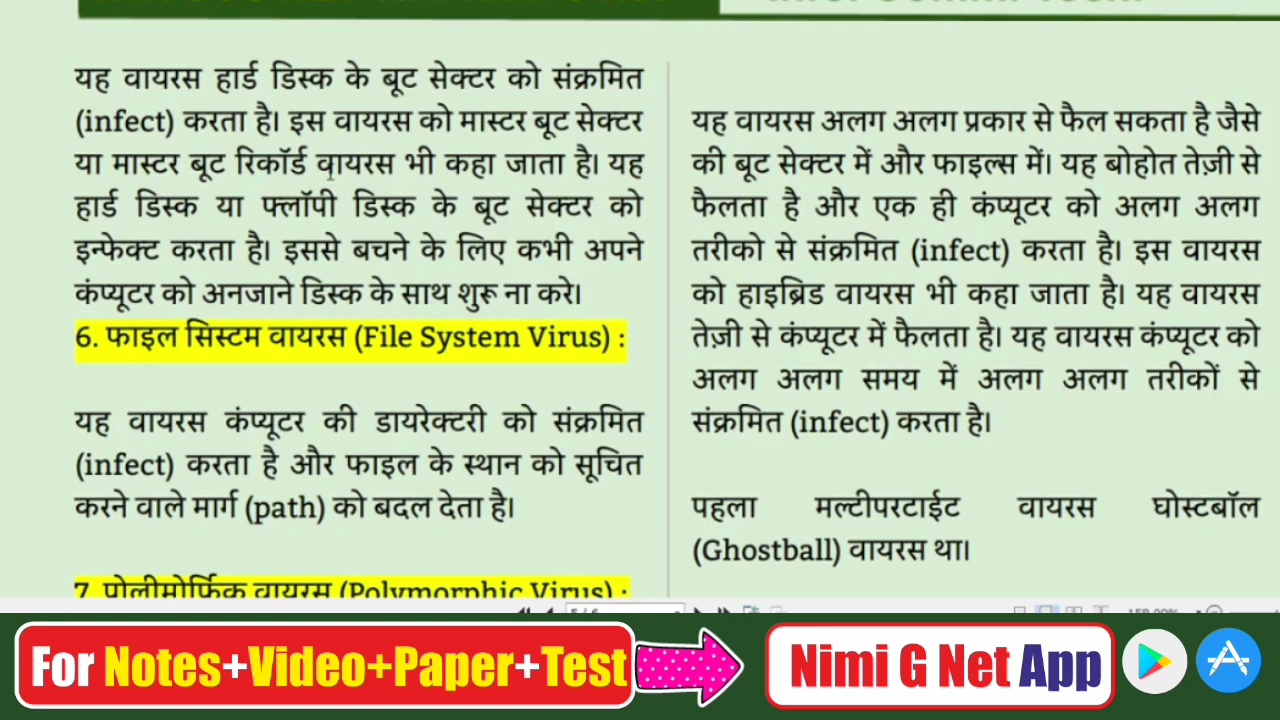 यह वायरस हार्ड डिस्क के बूट सेक्टर को संक्रमित
(infect) करता है। इस वायरस को मास्टर बूट सेक्टर
या मास्टर बूट रिकॉर्ड वायरस भी कहा जाता है। यह
हार्ड डिस्क या फ्लॉपी डिस्क के बूट सेक्टर को
इन्फेक्ट करता है। इससे बचने के लिए कभी अपने
कंप्यूटर को अनजाने डिस्क के साथ शुरू ना करे।
6. फाइल सिस्टम वायरस (File System Virus) :
यह वायरस कंप्यूटर की डायरेक्टरी को संक्रमित
(infect) करता है और फाइल के स्थान को सूचित
करने वाले मार्ग (path) को बदल देता है।
7. पोलीमोर्फिक वायरस (Polymorphic Virus) :
यह वायरस अलग अलग प्रकार से फैल सकता है जैसे
की बूट सेक्टर में और फाइल्स में। यह बोहोत तेज़ी से
फैलता है और एक ही कंप्यूटर को अलग अलग
तरीको से संक्रमित (infect) करता है। इस वायरस
को हाइब्रिड वायरस भी कहा जाता है। यह वायरस
तेज़ी से कंप्यूटर में फैलता है। यह वायरस कंप्यूटर को
अलग अलग समय में अलग अलग तरीकों से
संक्रमित (infect) करता है।
पहला मल्टीपरटाईट वायरस घोस्टबॉल
(Ghostball) वायरस था।
For Notes+Video+Paper+Test
Nimi G Net App